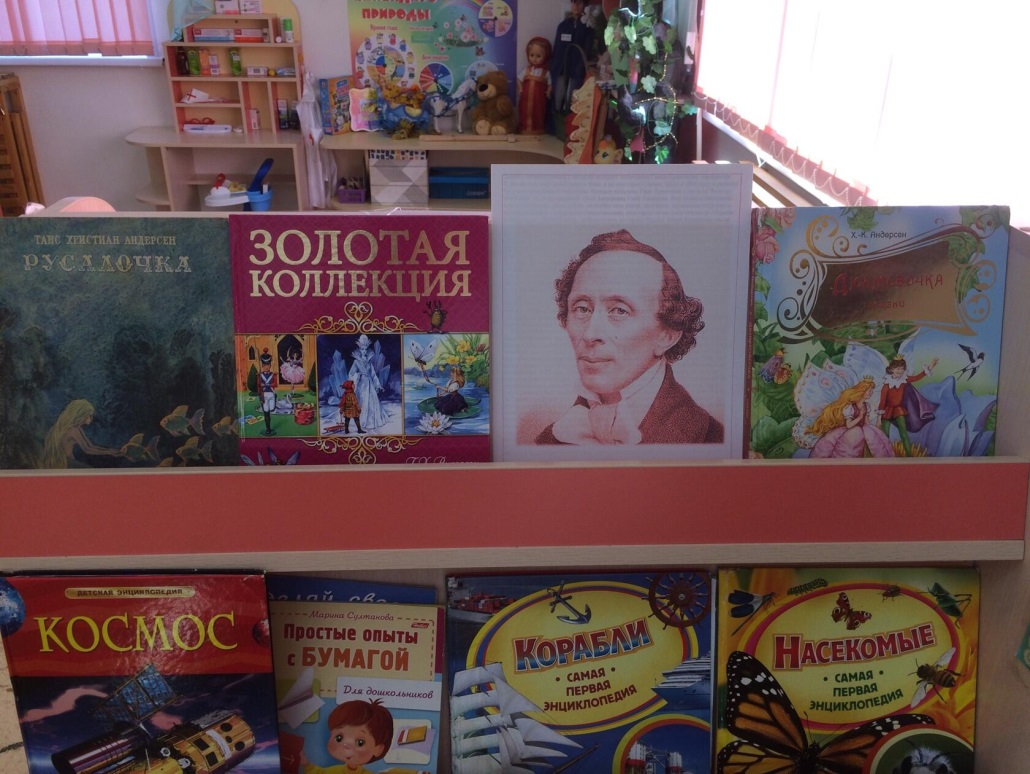 ПРИРОДЫ
ГАНС ХРИСТИАН АНДЕРСЕН
РУСАЛОЧКА
ЗОЛОТАЯ
КОЛЛЕКЦИЯ
Х.-К. Андерсен
Дюймовочка
ДЕТСКАЯ ЭНЦИКЛОПЕДИЯ
КОСМОС
Марина Султанова
Простые опыты
с БУМАГОЙ
Для дошкольников
КОРАБЛИ
• САМАЯ •
ПЕРВАЯ
ЭНЦИКЛОПЕДИЯ
НАСЕКОМЫЕ
• САМАЯ •
ПЕРВАЯ
ЭНЦИКЛОПЕДИЯ